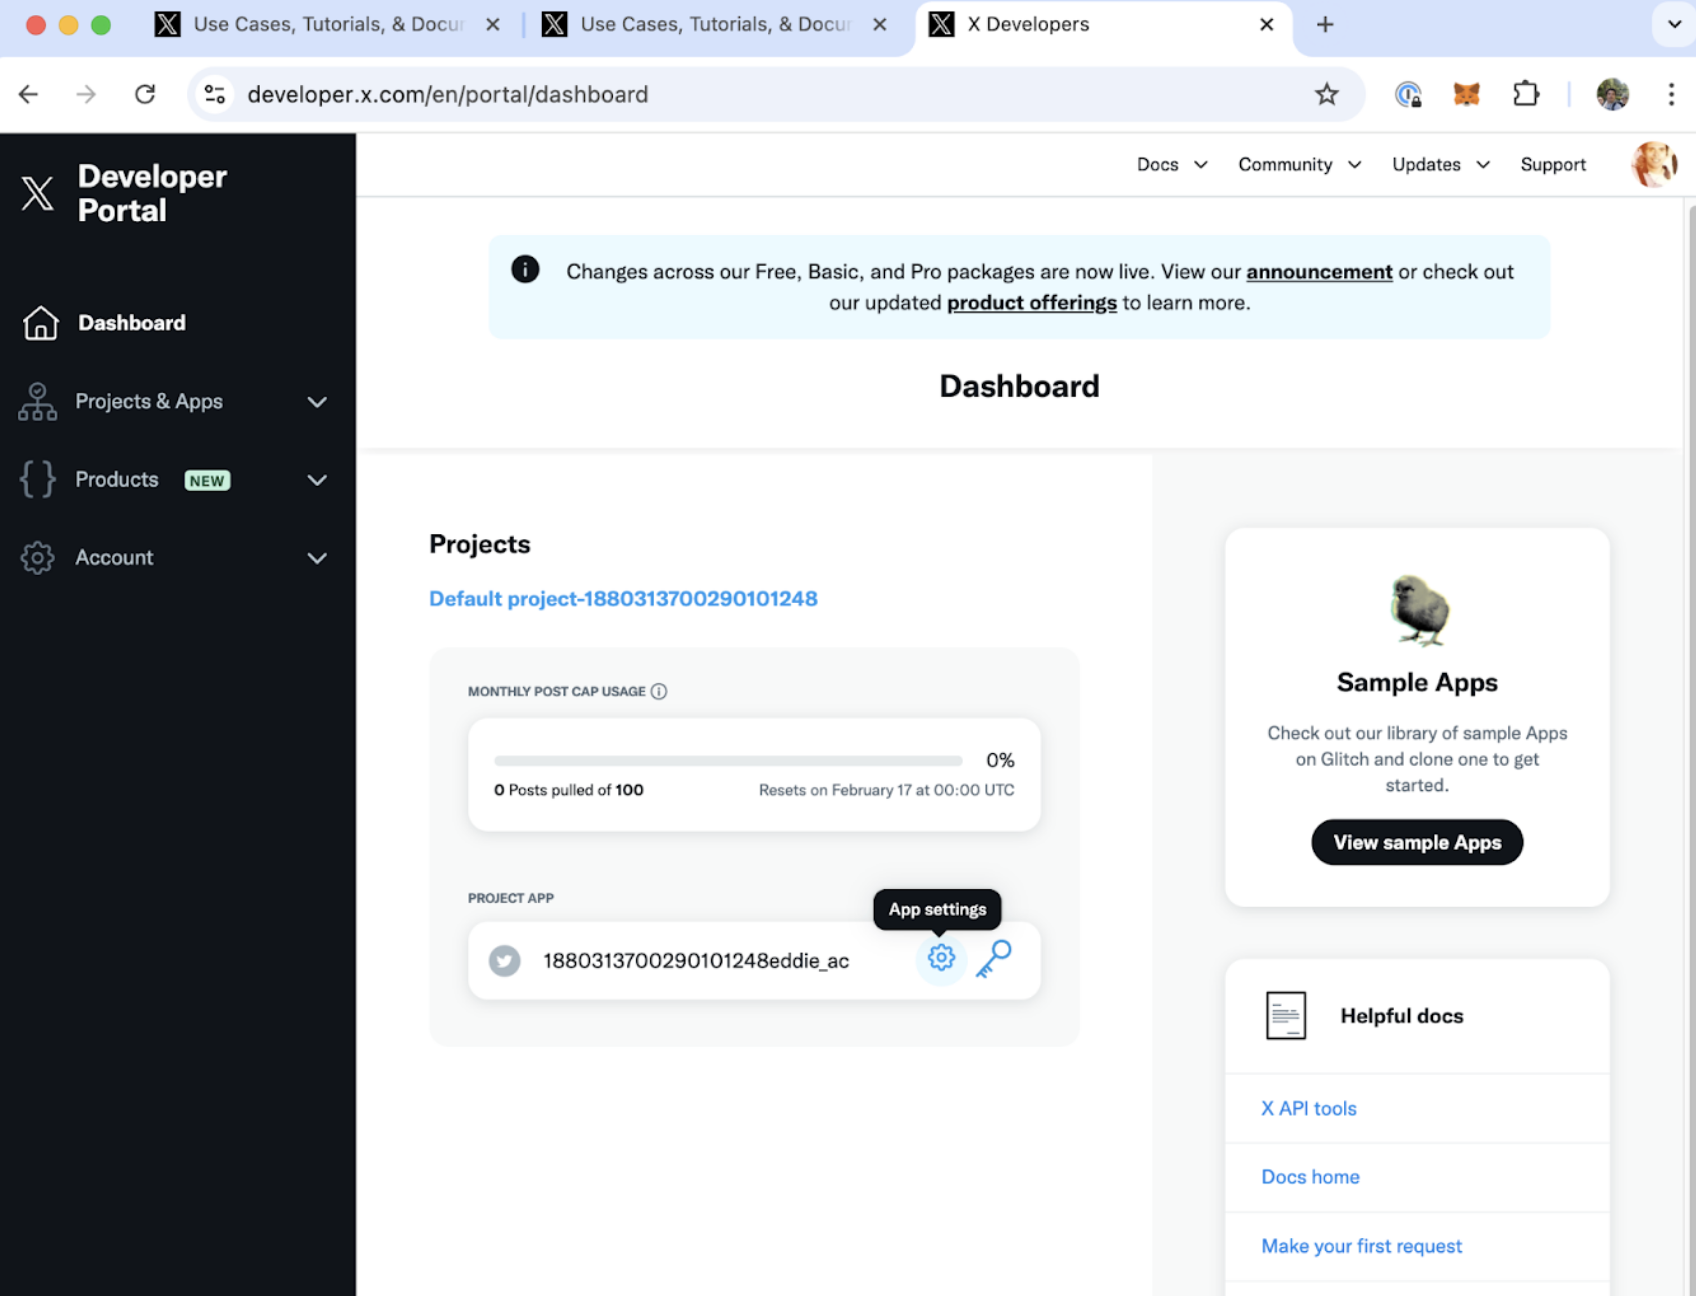 Use Cases, Tutorials, & Docu
Use Cases, Tutorials, & Docu
X Developers
developer.x.com/en/portal/dashboard
Developer
Portal
Docs
Community
Updates
Support
Changes across our Free, Basic, and Pro packages are now live. View our announcement or check out
our updated product offerings to learn more.
Dashboard
Projects & Apps
Products NEW
Account
Dashboard
Projects
Default project-1880313700290101248
MONTHLY POST CAP USAGE
0%
0 Posts pulled of 100
Resets on February 17 at 00:00 UTC
PROJECT APP
App settings
1880313700290101248eddie_ac
Sample Apps
Check out our library of sample Apps
on Glitch and clone one to get
started.
View sample Apps
Helpful docs
X API tools
Docs home
Make your first request